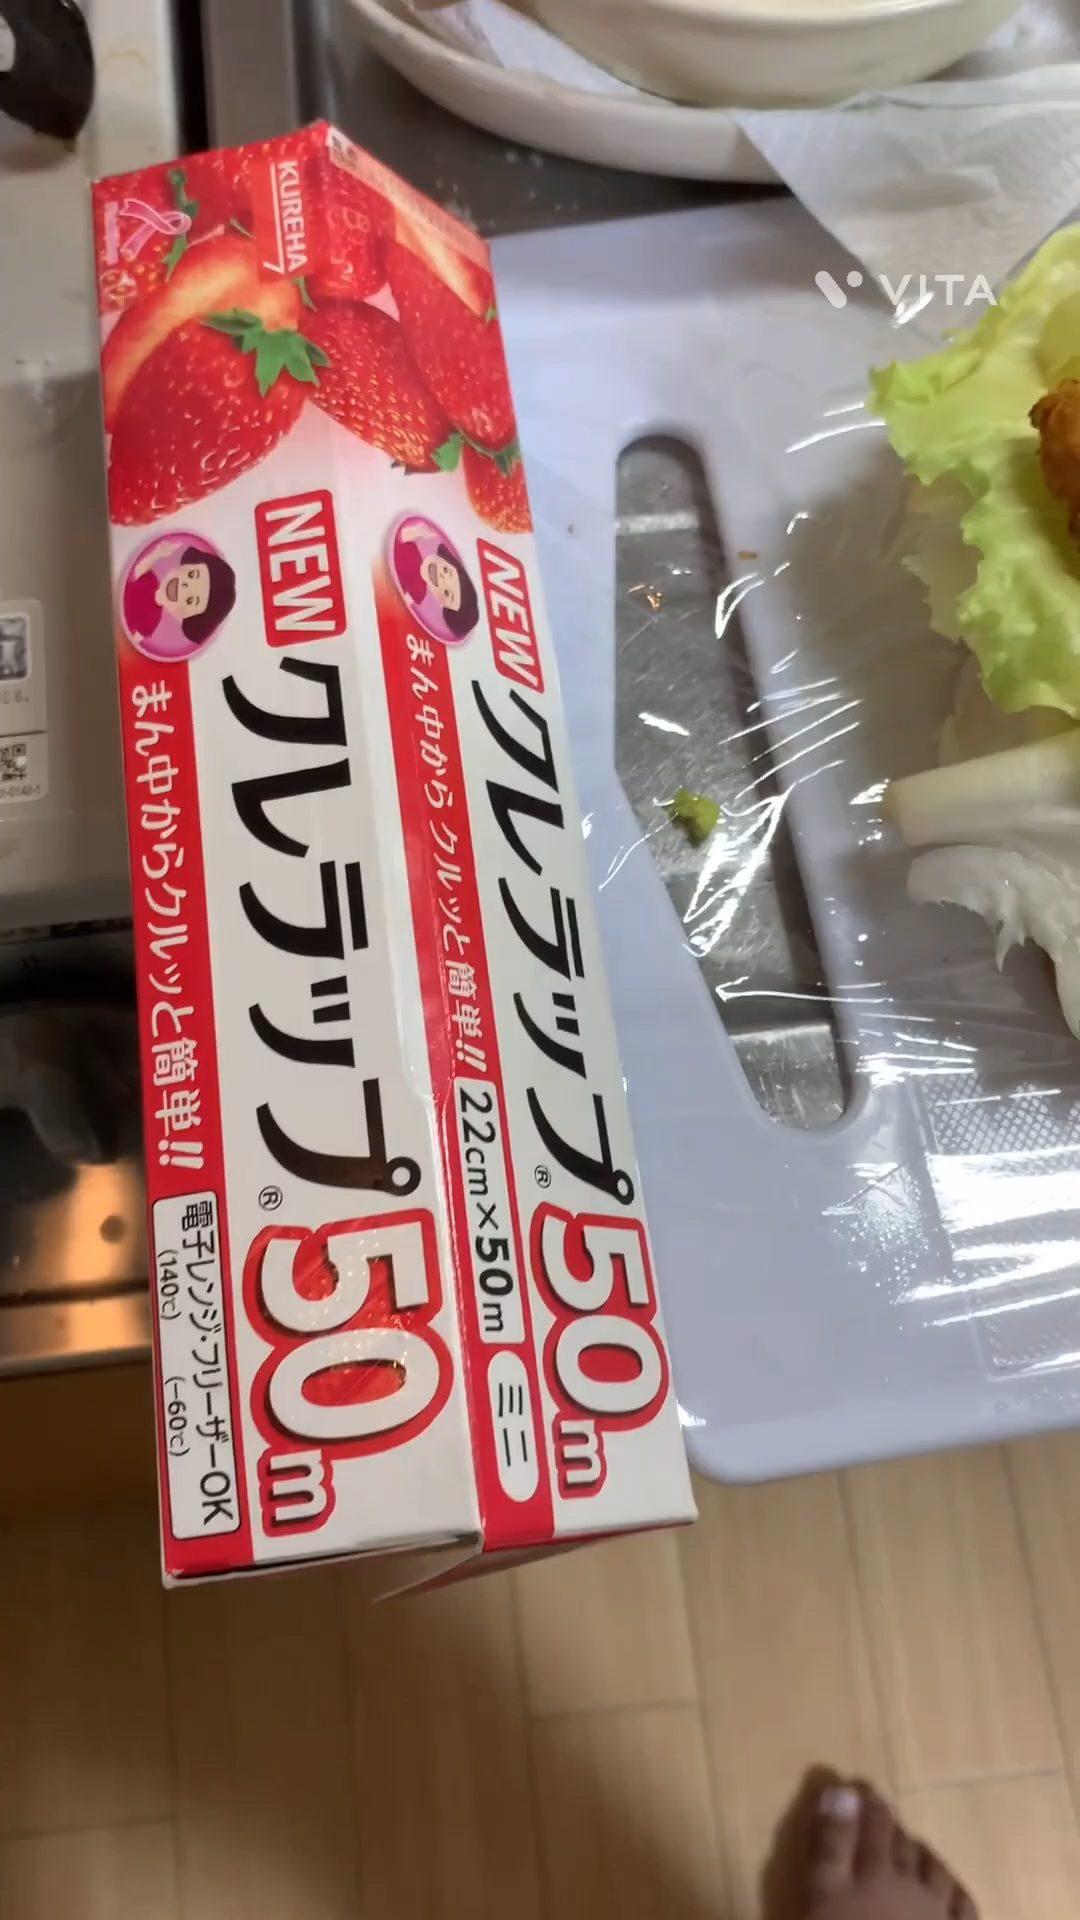 KUREHA
NEW
クレラップ®
50m
まん中からクルッと簡単!!
電子レンジ・フリーザーOK
(140℃)
(−60℃)
NEW
クレラップ®
50m
まん中からクルッと簡単!!
22cm×50m
ミニ
VITA